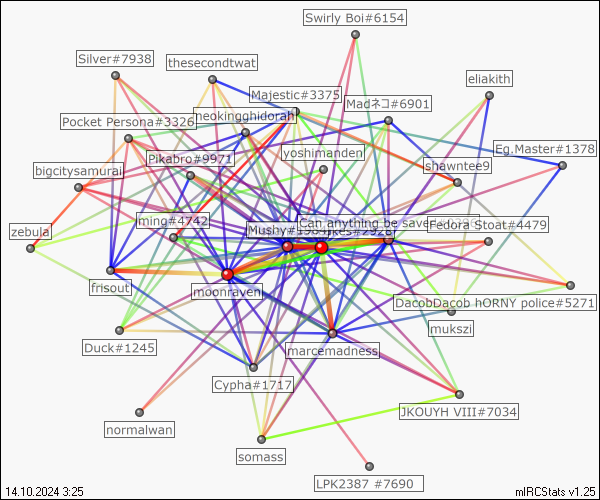 Swirly Boi#6154
Silver#7938
thesecondtwat
eliakith
Majestic#3375
Madネコ#6901
Pocket Persona#3326
neokingghidorah
Eg.Master#1378
Pikabro#9971
yoshimanden
shawntee9
bigcitysamurai
ming#4742
Can anything be saved
Fedora Stoat#4479
zebula
Mushy#1984
frisout
moonraven
DacobDacob hORNY police#5271
mukszi
Duck#1245
marcemadness
Cypha#1717
JKOUYH VIII#7034
normalwan
somass
LPK2387 #7690
14.10.2024 3:25
mIRCStats v1.25